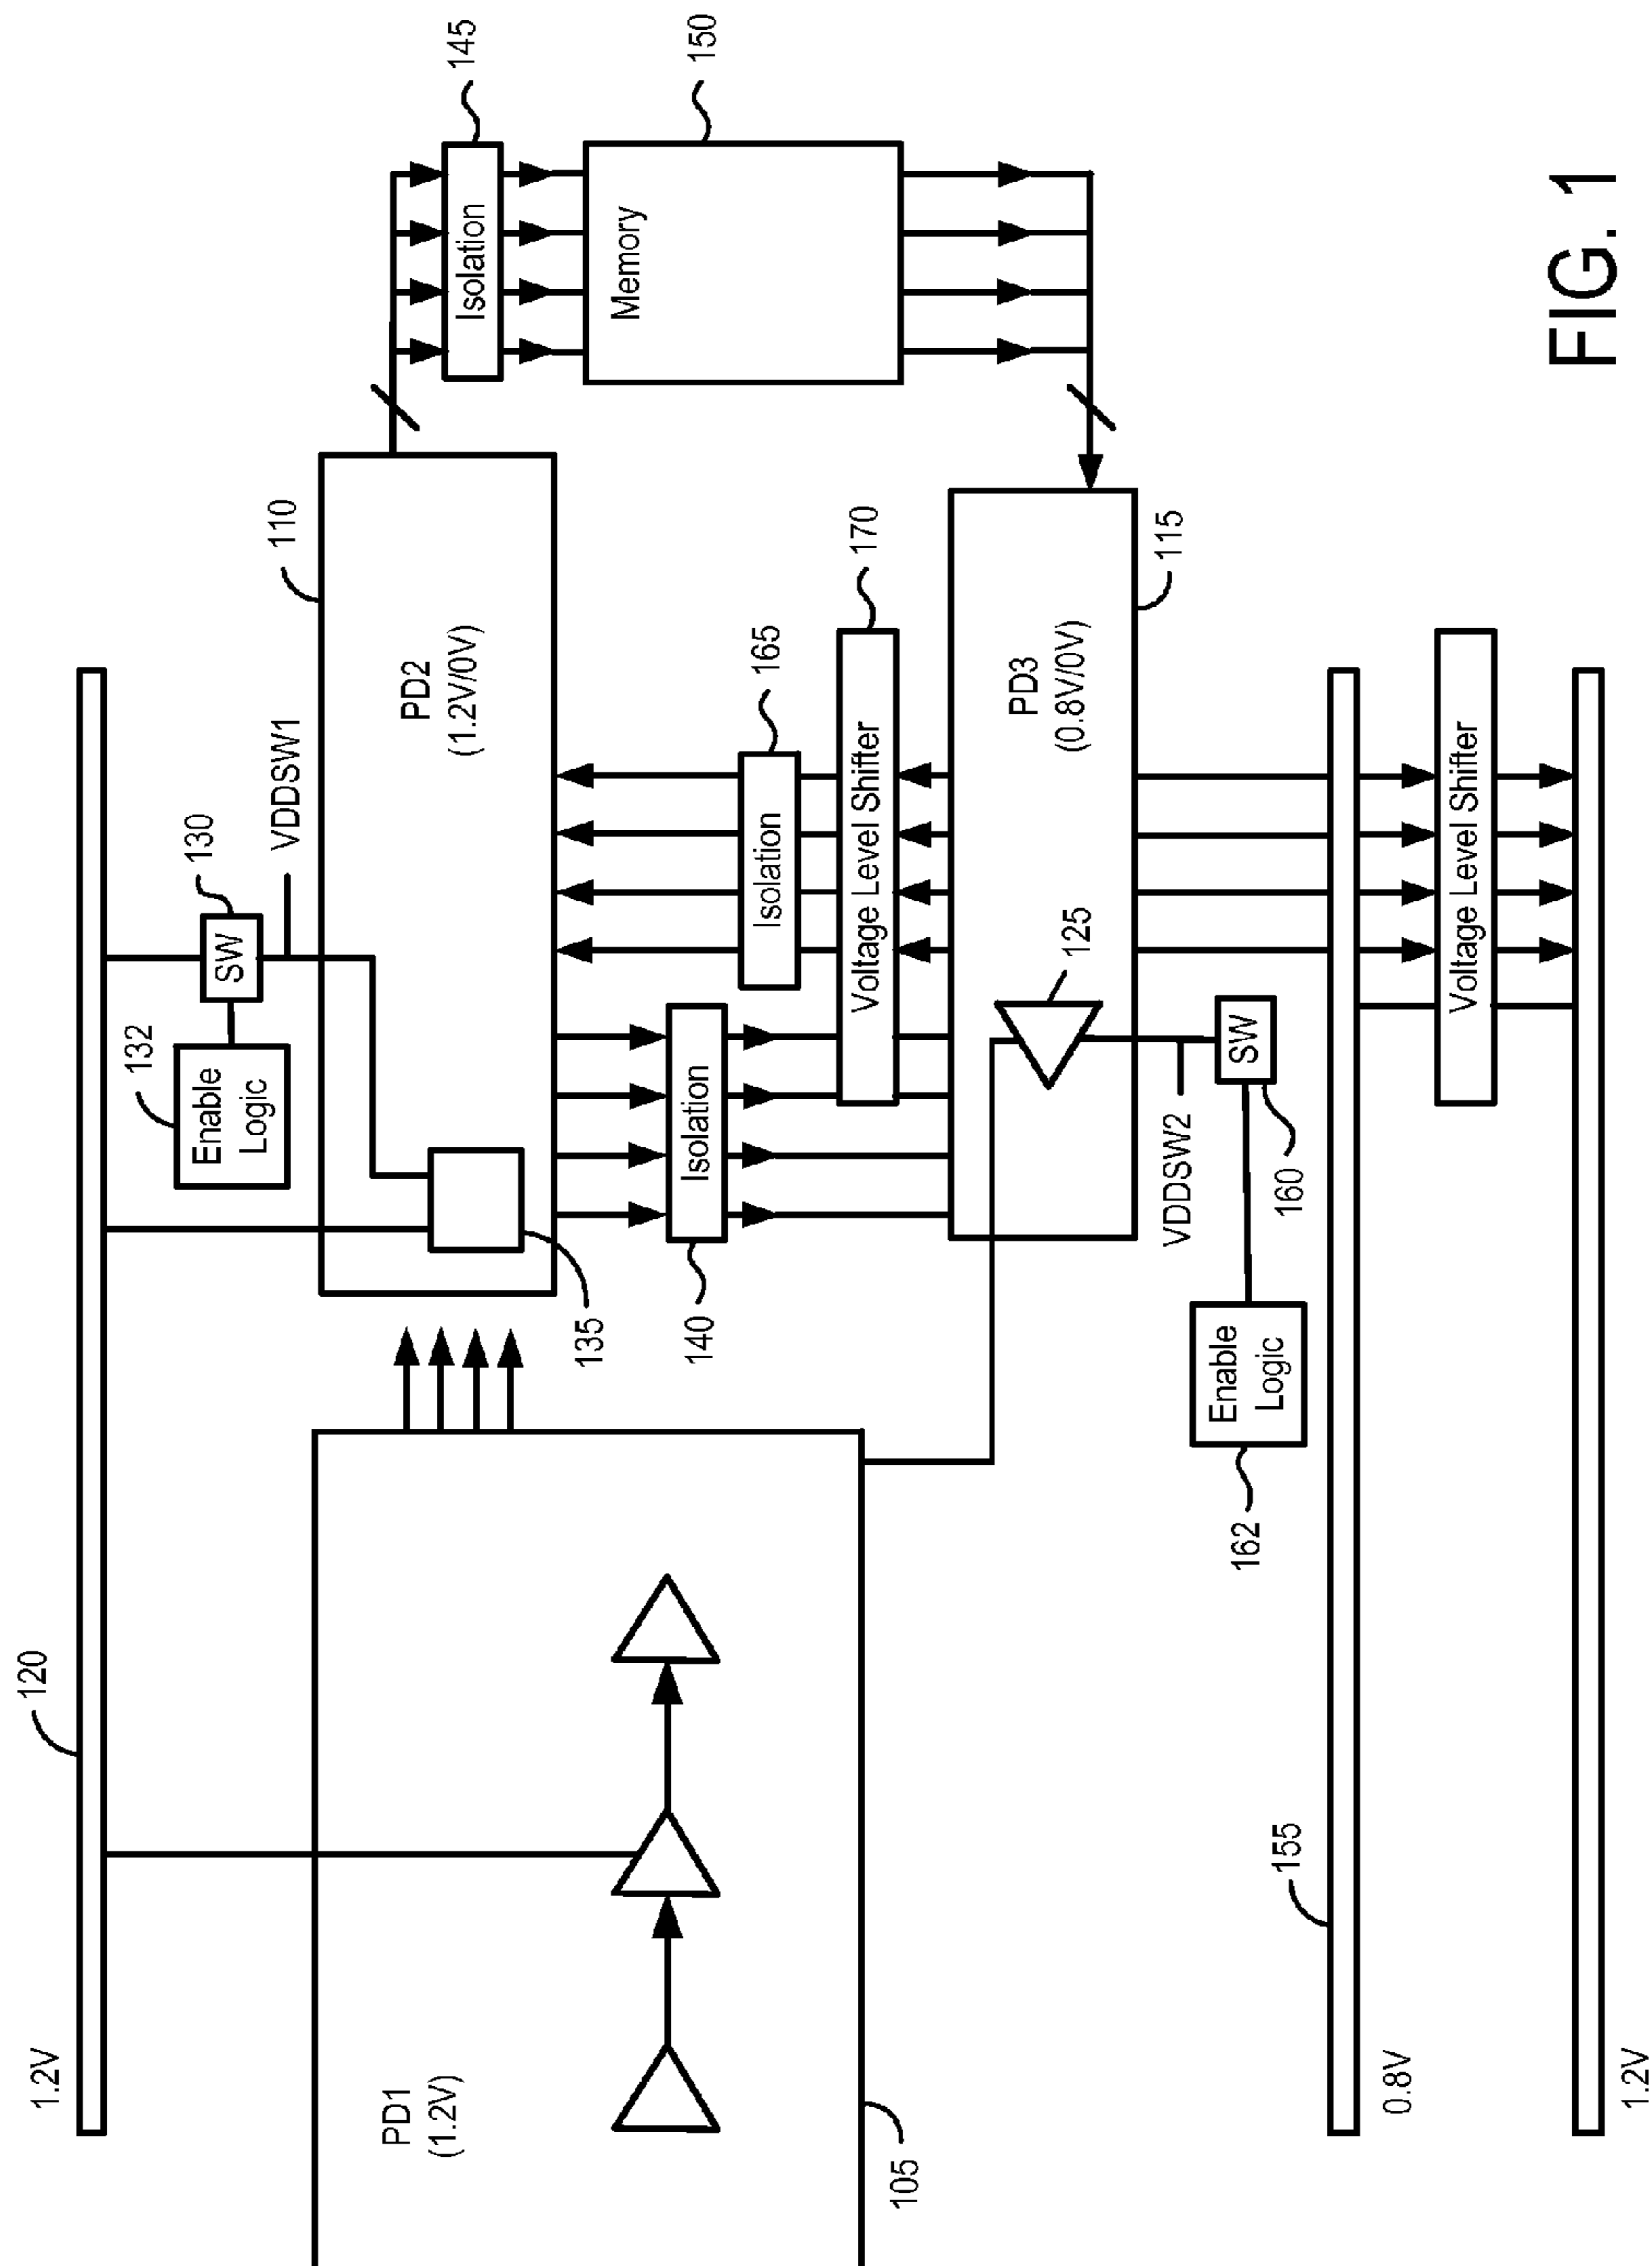 1.2V
120
PD1
(1.2V)
105
132
Enable
Logic
130
SW
VDDSW1
110
PD2
(1.2V/0V)
135
145
Isolation
150
Memory
140
Isolation
165
Isolation
170
Voltage Level Shifter
125
PD3
(0.8V/0V)
115
VDDSW2
SW
160
Enable
Logic
162
155
0.8V
Voltage Level Shifter
1.2V
FIG. 1